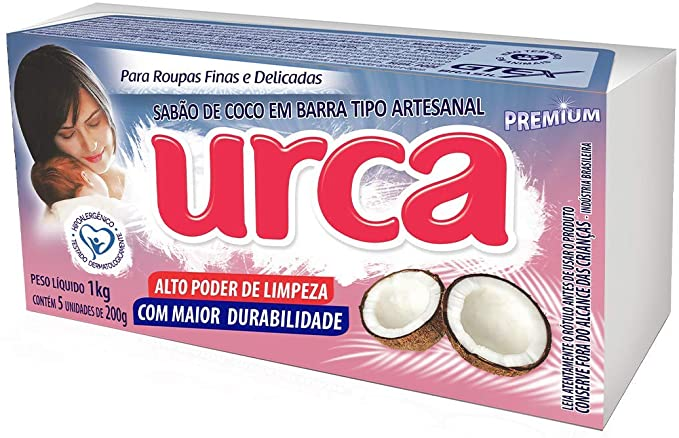 Para Roupas Finas e Delicadas
SABÃO DE COCO EM BARRA TIPO ARTESANAL
PREMIUM
urca
HIPOALERGÊNICO
TESTADO DERMATOLOGICAMENTE
PESO LÍQUIDO 1kg
CONTÉM 5 UNIDADES DE 200g
ALTO PODER DE LIMPEZA
COM MAIOR DURABILIDADE
LEIA ATENTAMENTE O RÓTULO ANTES DE USAR O PRODUTO
CONSERVE FORA DO ALCANCE DAS CRIANÇAS - INDÚSTRIA BRASILEIRA
GTEX
BRASIL